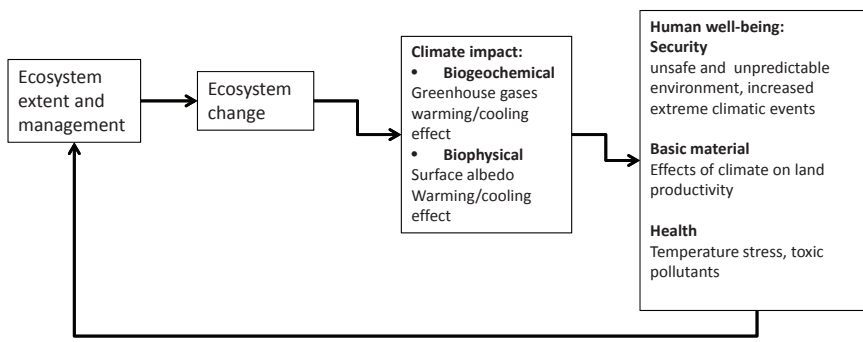 Ecosystem
extent and
management
Ecosystem
change
Climate impact:
• Biogeochemical
Greenhouse gases
warming/cooling
effect
• Biophysical
Surface albedo
Warming/cooling
effect
Human well-being:
Security
unsafe and unpredictable
environment, increased
extreme climatic events
Basic material
Effects of climate on land
productivity
Health
Temperature stress, toxic
pollutants